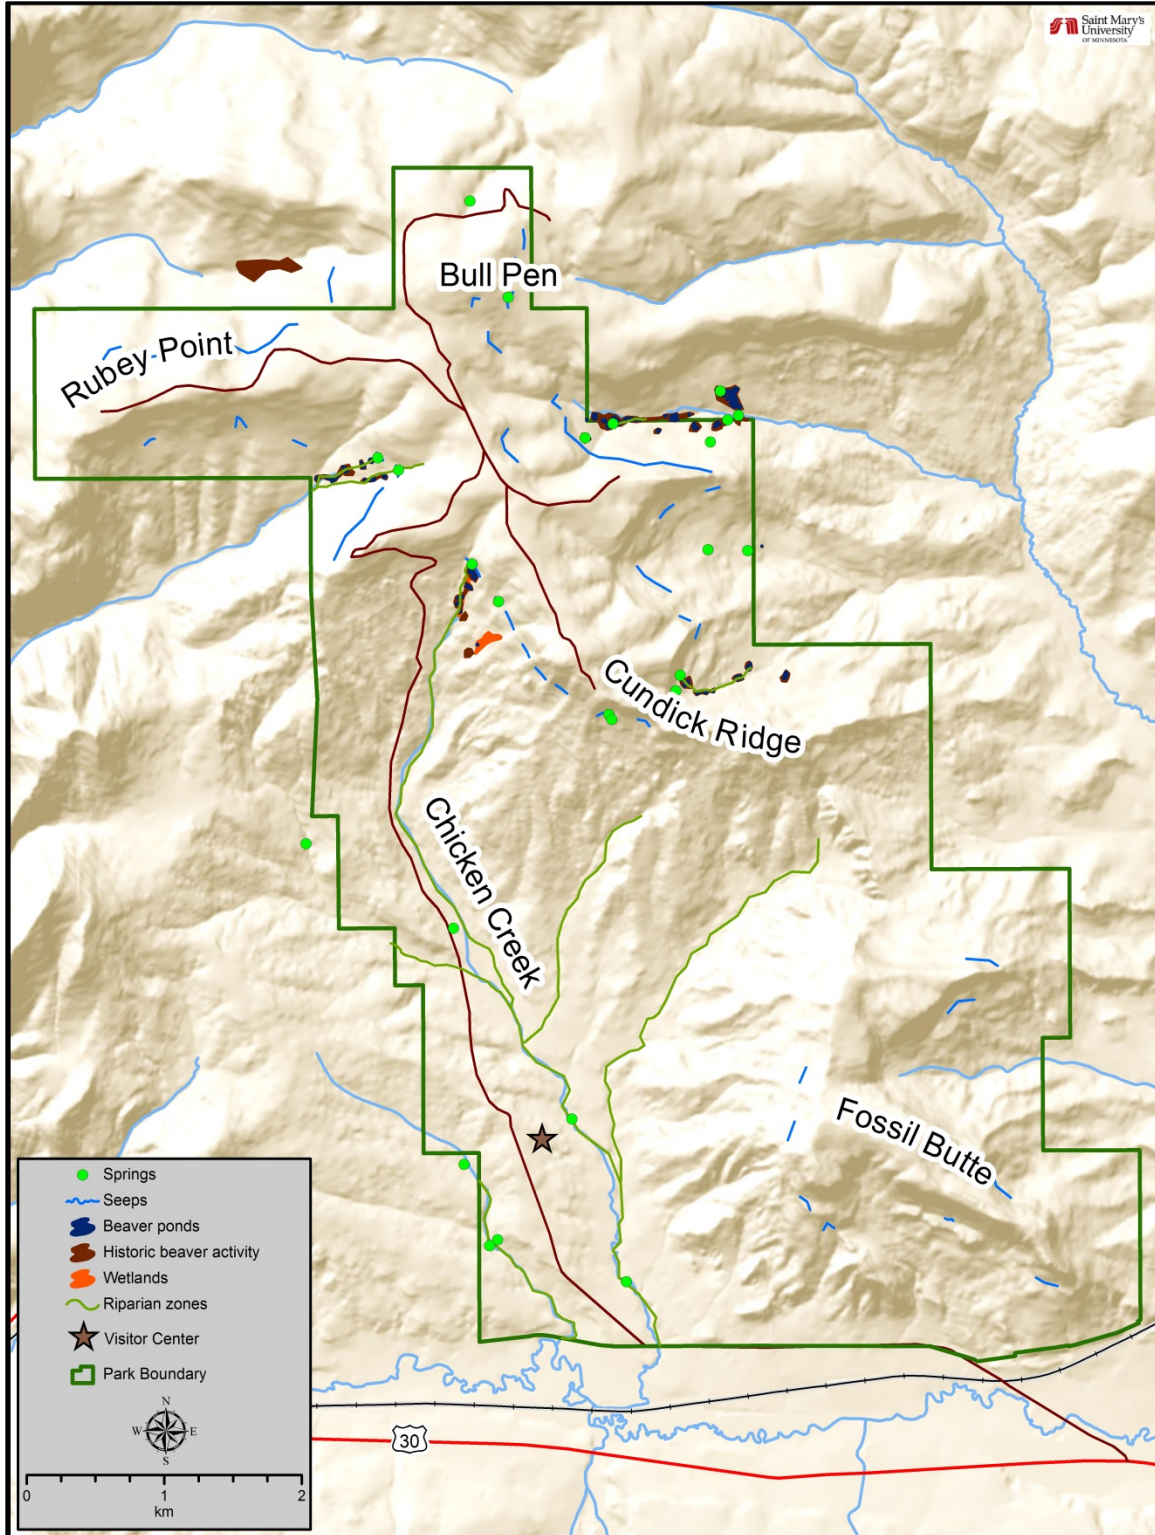 Saint Mary's
University
OF MINNESOTA
Bull Pen
Rubey Point
Cundick Ridge
Chicken Creek
Fossil Butte
Springs
Seeps
Beaver ponds
Historic beaver activity
Wetlands
Riparian zones
Visitor Center
Park Boundary
N
W E
S
0 1 2
km
30